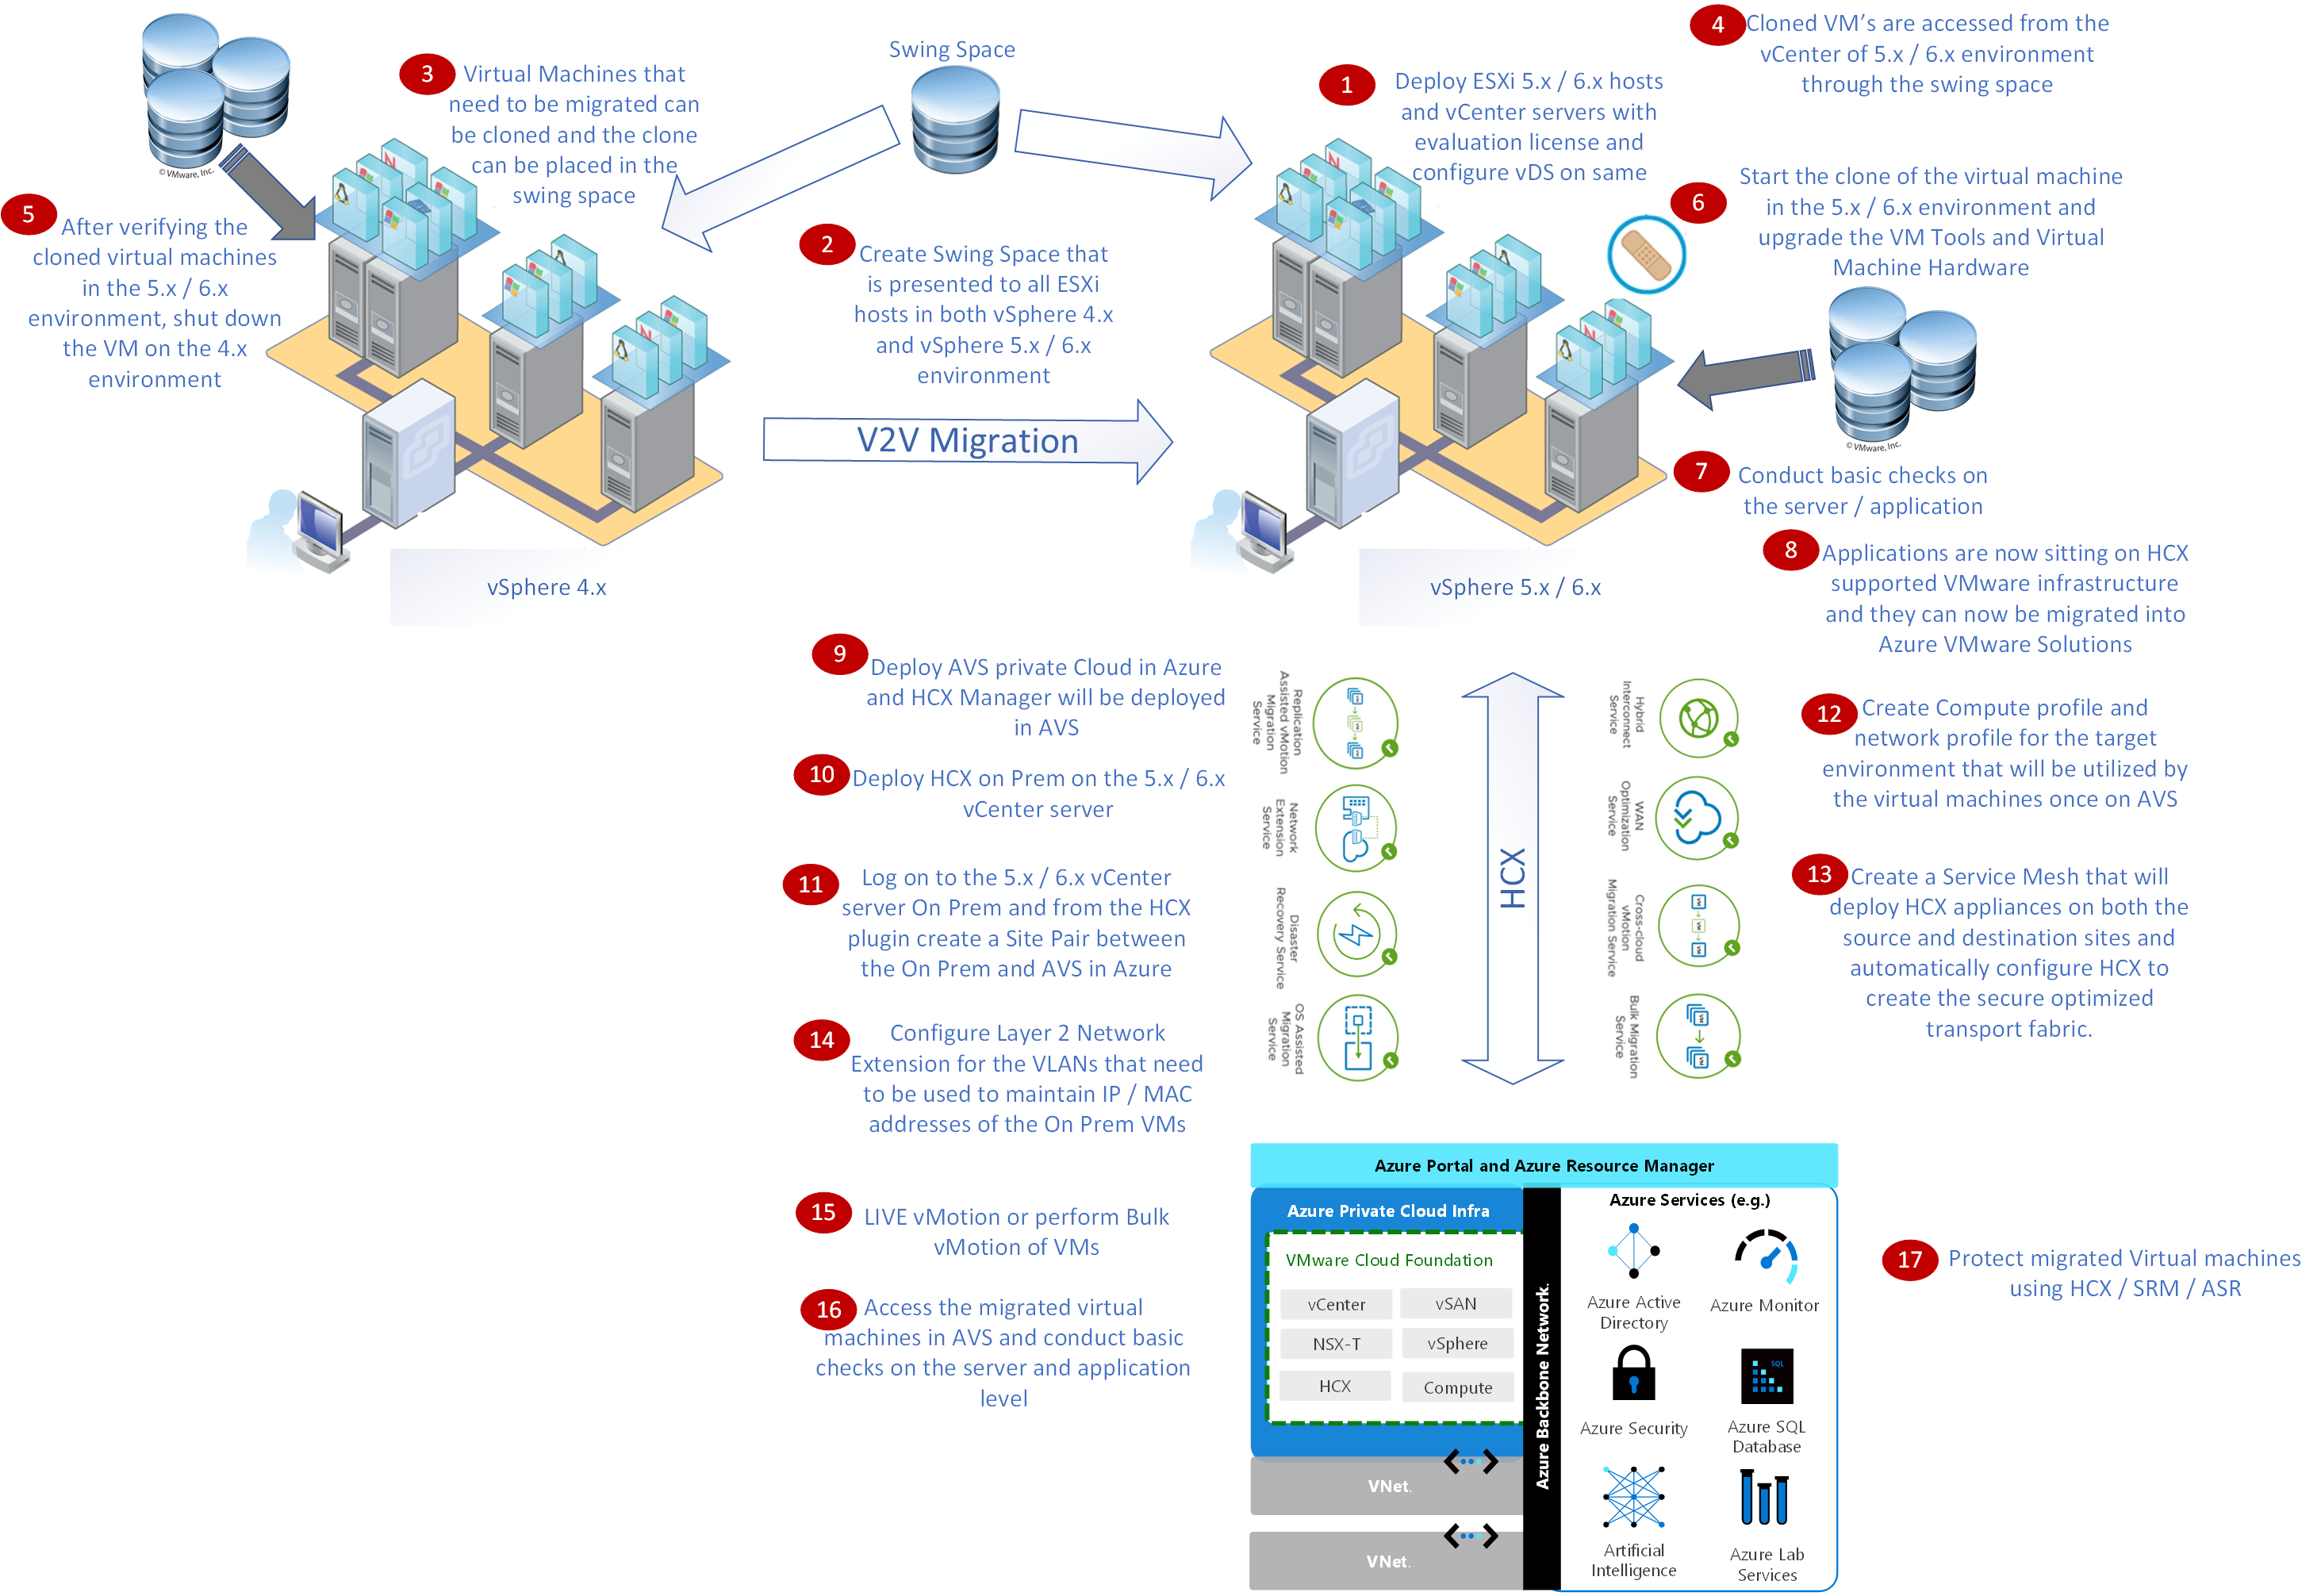 Swing Space
3
Virtual Machines that
need to be migrated can
be cloned and the clone
can be placed in the
swing space
© VMware, Inc.
5
After verifying the
cloned virtual machines
in the 5.x / 6.x
environment, shut down
the VM on the 4.x
environment
2
Create Swing Space that
is presented to all ESXi
hosts in both vSphere 4.x
and vSphere 5.x / 6.x
environment
V2V Migration
vSphere 4.x
1
Deploy ESXi 5.x / 6.x hosts
and vCenter servers with
evaluation license and
configure vDS on same
4
Cloned VM’s are accessed from the
vCenter of 5.x / 6.x environment
through the swing space
6
Start the clone of the virtual machine
in the 5.x / 6.x environment and
upgrade the VM Tools and Virtual
Machine Hardware
© VMware, Inc.
7
Conduct basic checks on
the server / application
vSphere 5.x / 6.x
8
Applications are now sitting on HCX
supported VMware infrastructure
and they can now be migrated into
Azure VMware Solutions
9
Deploy AVS private Cloud in Azure
and HCX Manager will be deployed
in AVS
10
Deploy HCX on Prem on the 5.x / 6.x
vCenter server
11
Log on to the 5.x / 6.x vCenter
server On Prem and from the HCX
plugin create a Site Pair between
the On Prem and AVS in Azure
14
Configure Layer 2 Network
Extension for the VLANs that need
to be used to maintain IP / MAC
addresses of the On Prem VMs
15
LIVE vMotion or perform Bulk
vMotion of VMs
16
Access the migrated virtual
machines in AVS and conduct basic
checks on the server and application
level
Replication
Assisted vMotion
Migration
Service
Network
Extension
Service
Disaster
Recovery Service
OS Assisted
Migration
Service
HCX
Hybrid
Interconnect
Service
WAN
Optimization
Service
Cross-cloud
vMotion
Migration Service
Bulk Migration
Service
12
Create Compute profile and
network profile for the target
environment that will be utilized by
the virtual machines once on AVS
13
Create a Service Mesh that will
deploy HCX appliances on both the
source and destination sites and
automatically configure HCX to
create the secure optimized
transport fabric.
Azure Portal and Azure Resource Manager
Azure Private Cloud Infra
VMware Cloud Foundation
vCenter
vSAN
NSX-T
vSphere
HCX
Compute
VNet.
VNet.
Azure Backbone Network.
Azure Services (e.g.)
Azure Active
Directory
Azure Monitor
Azure Security
SQL
Azure SQL
Database
Artificial
Intelligence
Azure Lab
Services
17
Protect migrated Virtual machines
using HCX / SRM / ASR